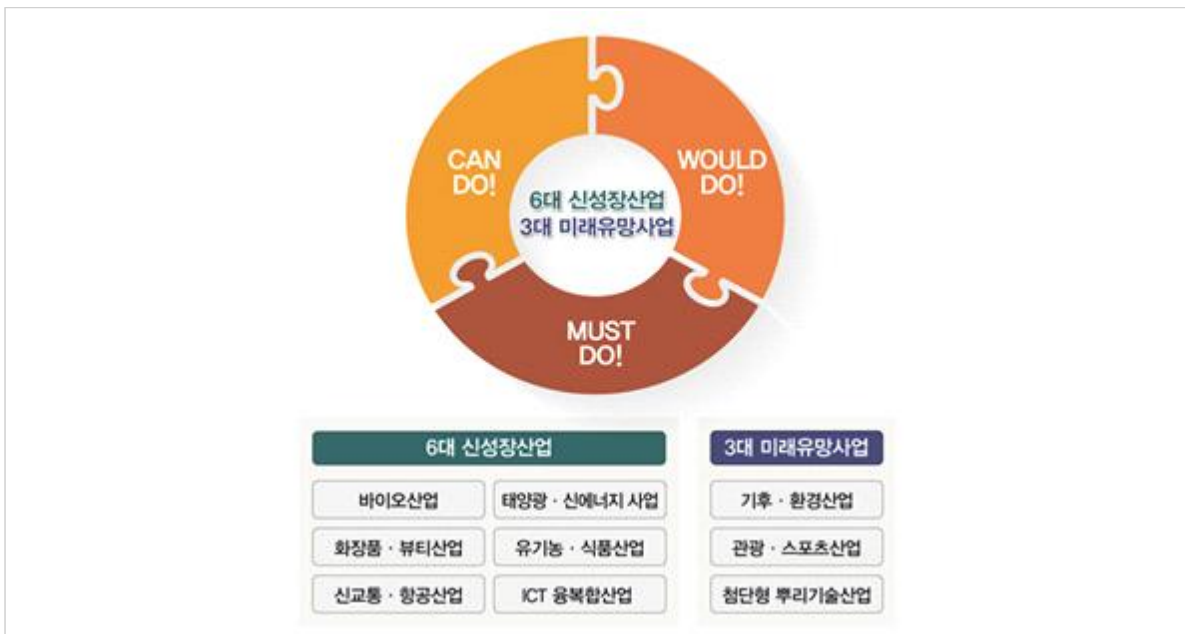 CAN
DO!
WOULD
DO!
6대 신성장산업
3대 미래유망사업
MUST
DO!
6대 신성장산업
3대 미래유망사업
바이오산업
태양광·신에너지 사업
기후·환경산업
화장품·뷰티산업
유기농·식품산업
관광·스포츠산업
신교통·항공산업
ICT 융복합산업
첨단형 뿌리기술산업